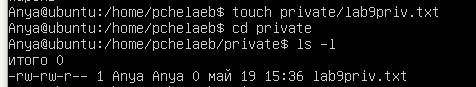 Anya@ubuntu:/home/pchelaeb$ touch private/lab9priv.txt
Anya@ubuntu:/home/pchelaeb$ cd private
Anya@ubuntu:/home/pchelaeb/private$ ls -l
итого 0
-rw-rw-r-- 1 Anya Anya 0 май 19 15:36 lab9priv.txt